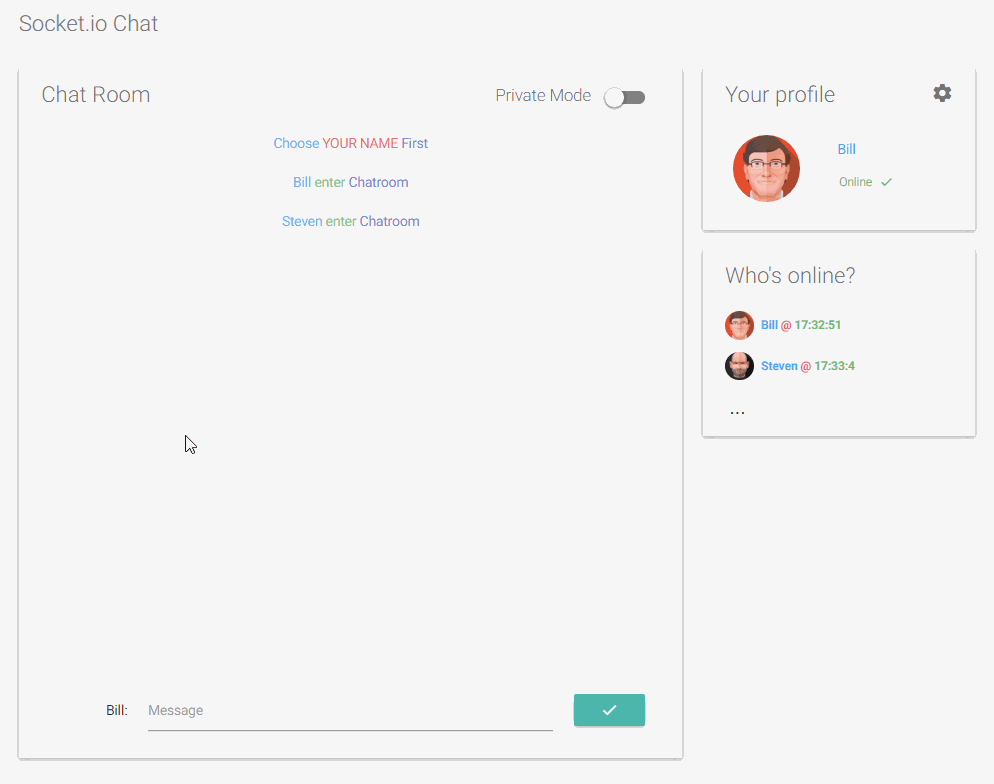 Socket.io Chat
Chat Room
Private Mode
Choose YOUR NAME First
Bill enter Chatroom
Steven enter Chatroom
Bill:
Message
Your profile
Bill
Online
Who's online?
Bill @ 17:32:51
Steven @ 17:33:4
...